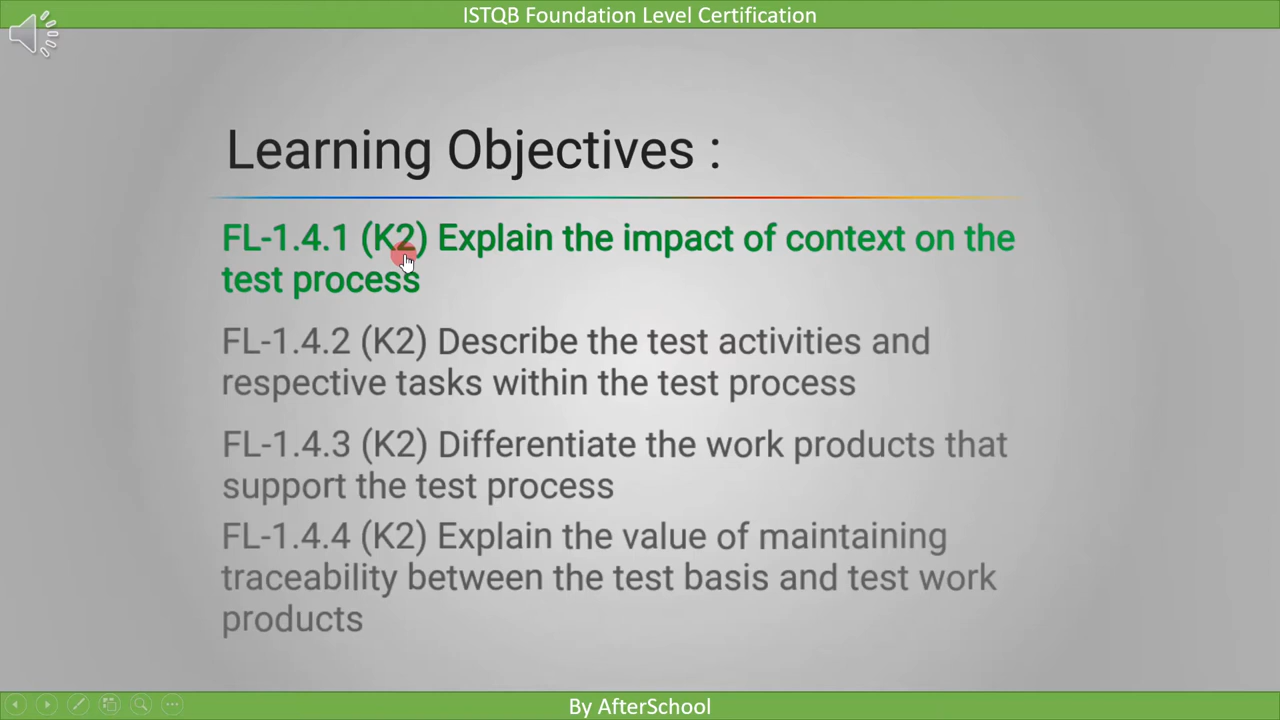 ISTQB Foundation Level Certification
Learning Objectives :
FL-1.4.1 (K2) Explain the impact of context on the
test process
FL-1.4.2 (K2) Describe the test activities and
respective tasks within the test process
FL-1.4.3 (K2) Differentiate the work products that
support the test process
FL-1.4.4 (K2) Explain the value of maintaining
traceability between the test basis and test work
products
By AfterSchool